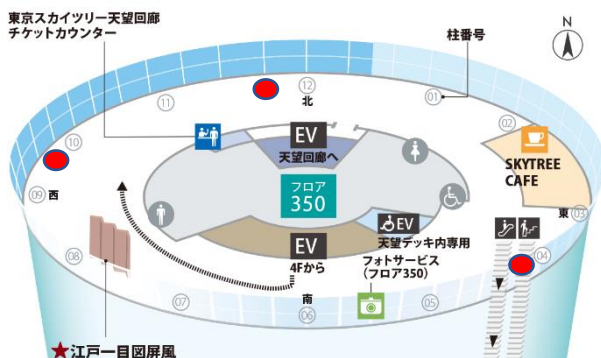 東京スカイツリー天望回廊
チケットカウンター
N
柱番号
12
北
11
01
10
02
EV
天望回廊へ
SKYTREE
CAFE
09 西
フロア
350
東 03
EV
天望デッキ内専用
EV
4Fから
フォトサービス
(フロア350)
08
04
南
07
06
05
★江戸一目図屏風